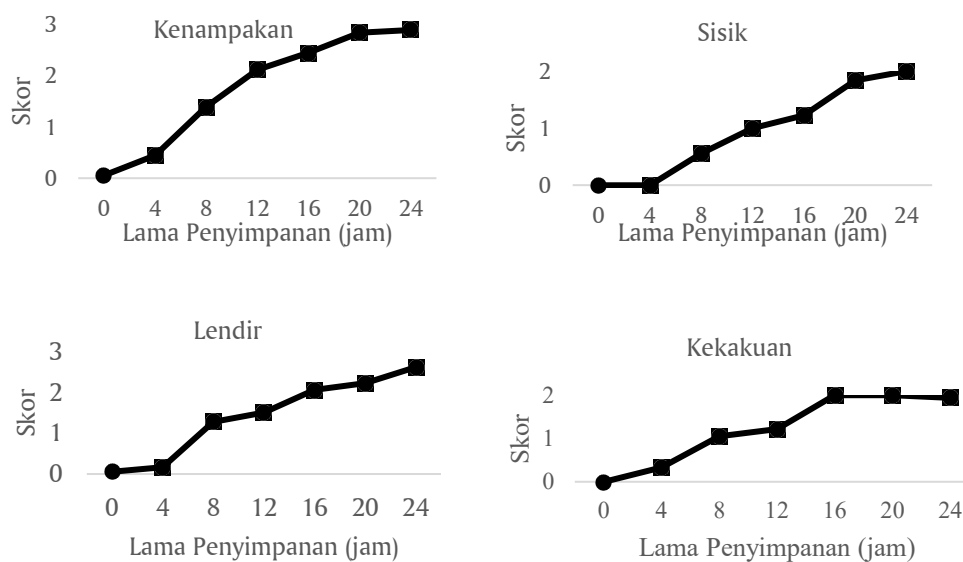 Kenampakan
3
2
1
0
Skor
0 4 8 12 16 20 24
Lama Penyimpanan (jam)
Sisik
2
1
0
Skor
0 4 8 12 16 20 24
Lama Penyimpanan (jam)
Lendir
3
2
1
0
Skor
0 4 8 12 16 20 24
Lama Penyimpanan (jam)
Kekakuan
2
1
0
Skor
0 4 8 12 16 20 24
Lama Penyimpanan (jam)